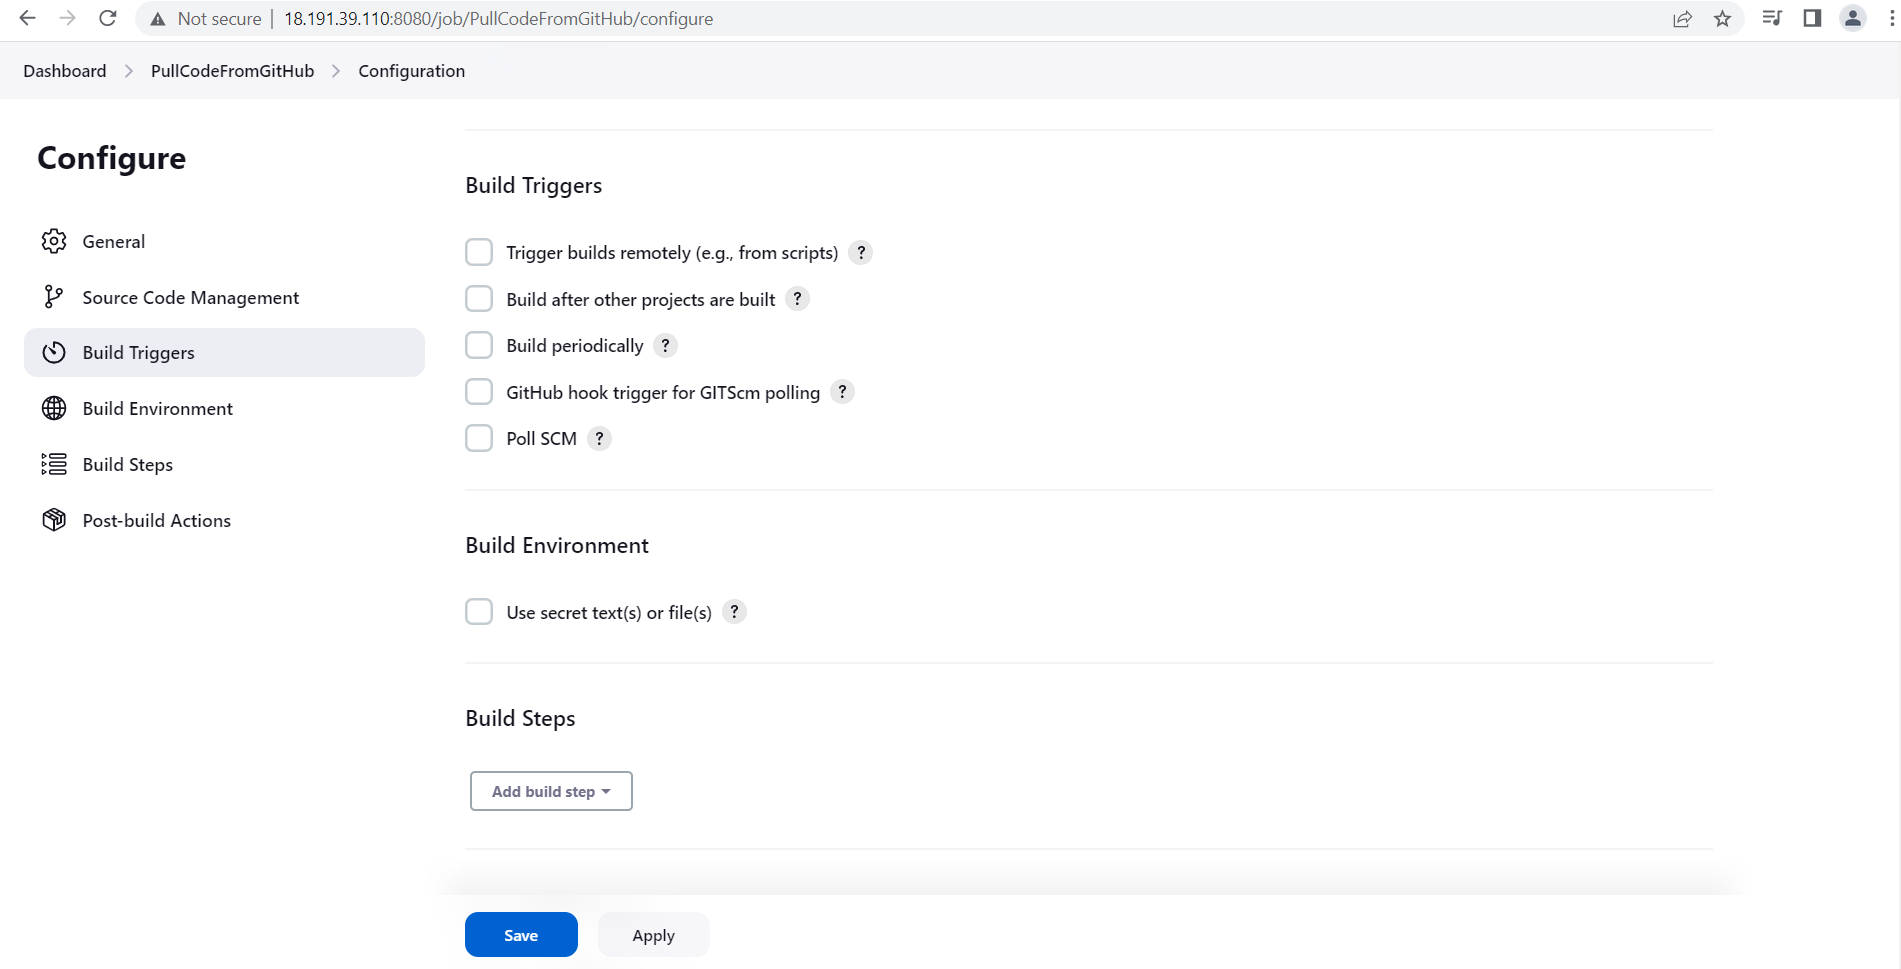 Not secure | 18.191.39.110:8080/job/PullCodeFromGitHub/configure
Dashboard > PullCodeFromGitHub > Configuration
Configure
General
Source Code Management
Build Triggers
Build Environment
Build Steps
Post-build Actions
Build Triggers
Trigger builds remotely (e.g., from scripts) ?
Build after other projects are built ?
Build periodically ?
GitHub hook trigger for GITScm polling ?
Poll SCM ?
Build Environment
Use secret text(s) or file(s) ?
Build Steps
Add build step
Save Apply